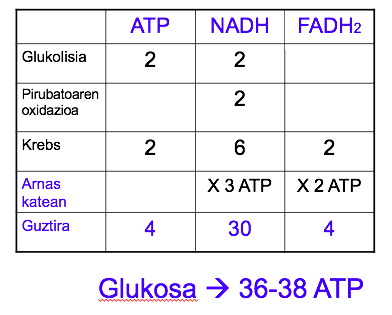 ATP NADH FADH2
Glukolisia 2 2
Pirubatoaren
oxidazioa 2
Krebs 2 6 2
Arnas
katean X 3 ATP X 2 ATP
Guztira 4 30 4
Glukosa → 36-38 ATP